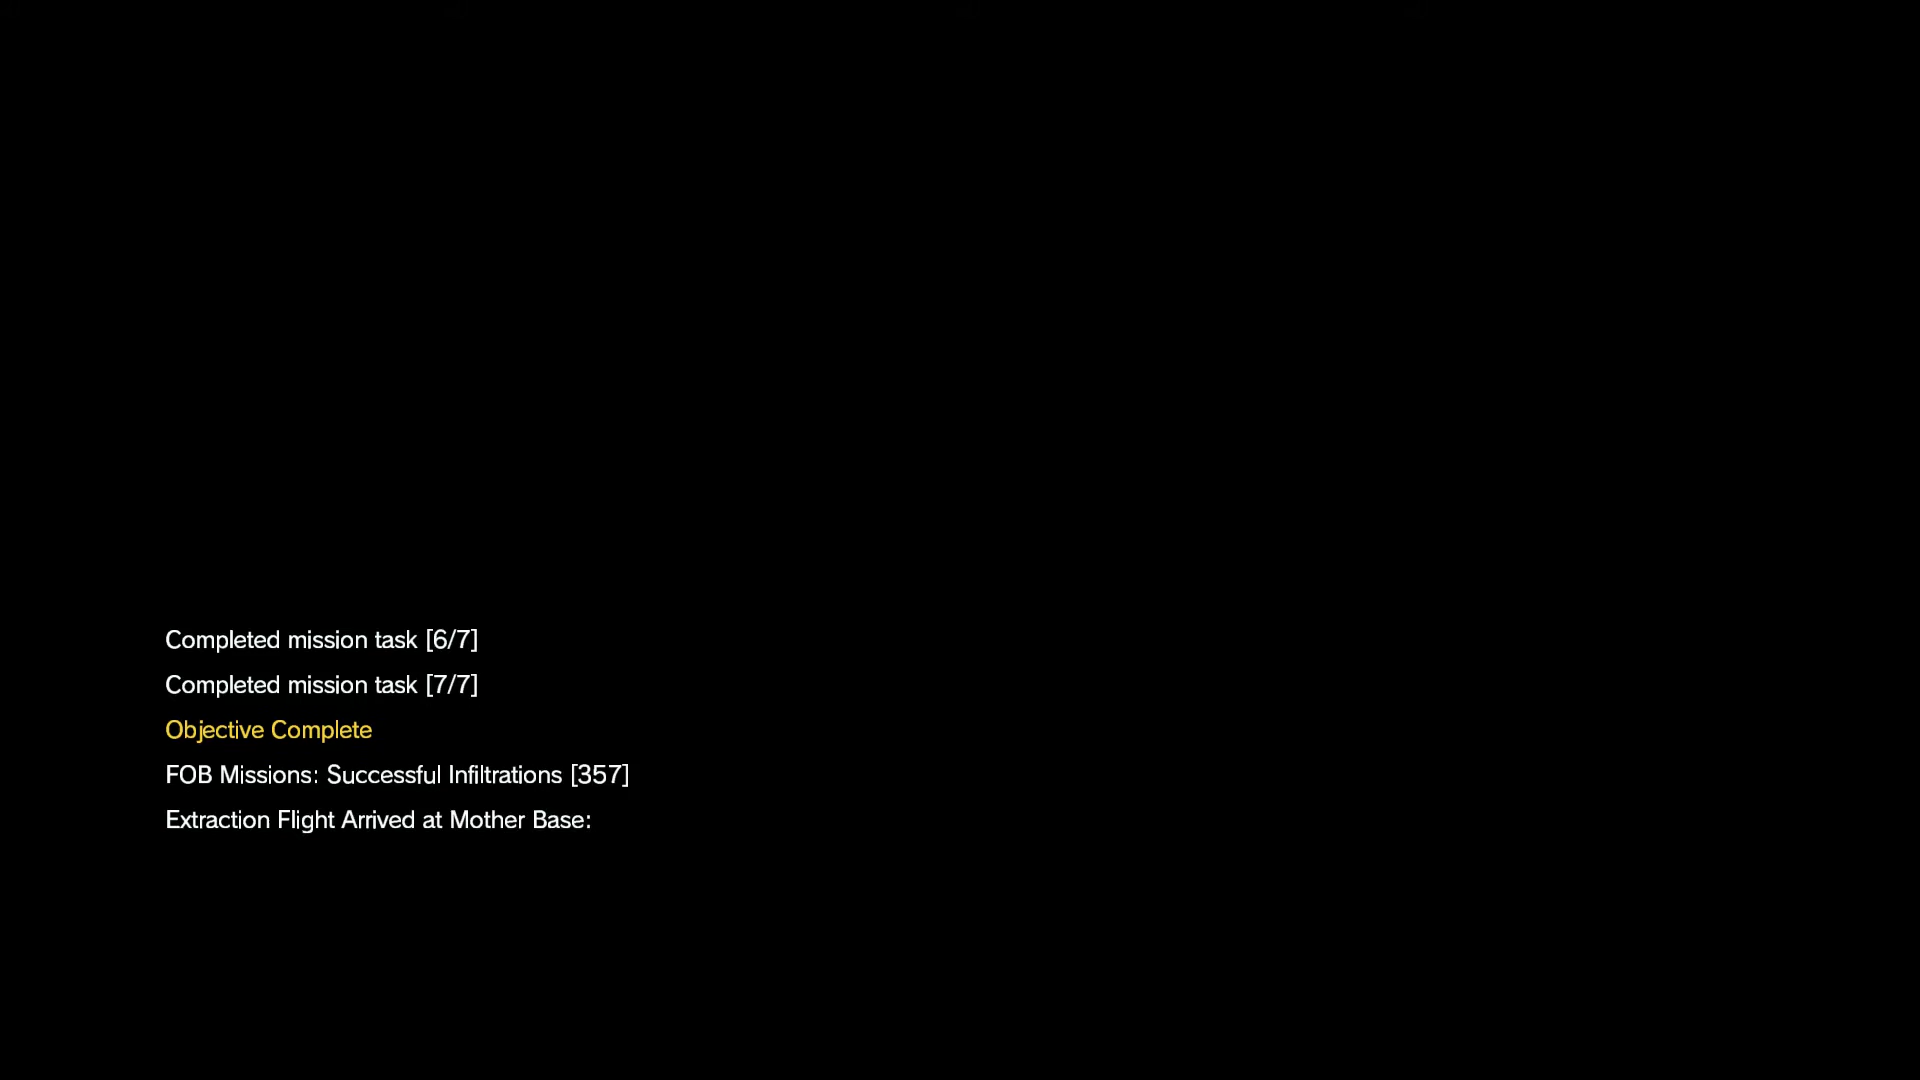 Completed mission task [6/7]
Completed mission task [7/7]
Objective Complete
FOB Missions: Successful Infiltrations [357]
Extraction Flight Arrived at Mother Base: